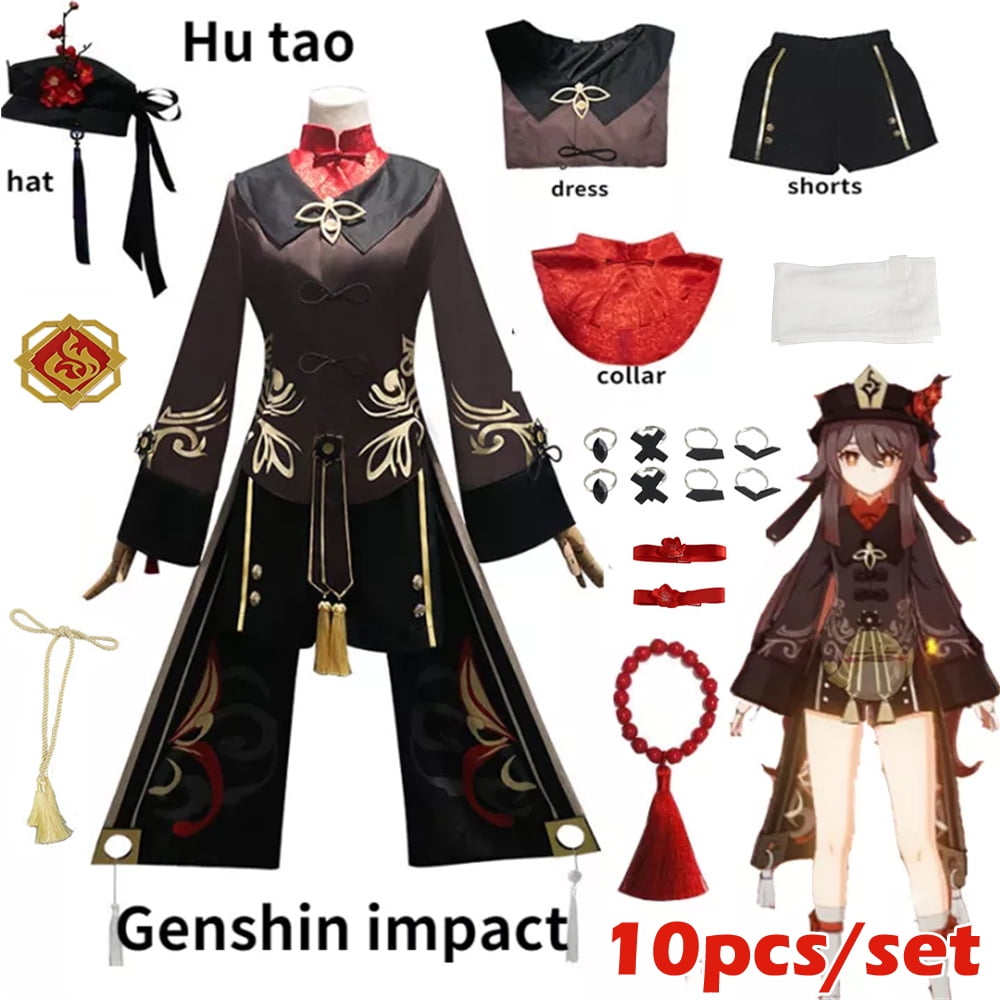 Hu tao
hat
dress
shorts
collar
Genshin impact
10pcs/set